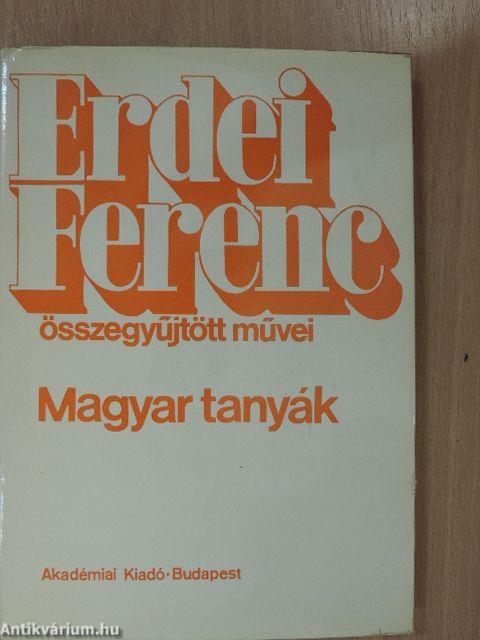 Erdei
Ferenc
összegyűjtött művei
Magyar tanyák
Akadémiai Kiadó·Budapest
Antikvárium.hu